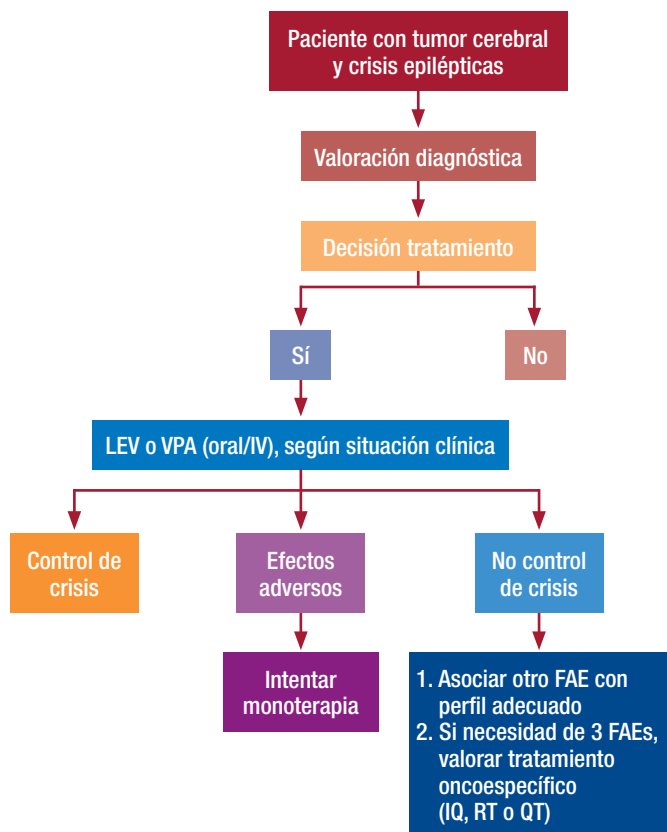 Paciente con tumor cerebral
y crisis epilépticas
Valoración diagnóstica
Decisión tratamiento
Sí
No
LEV o VPA (oral/IV), según situación clínica
Control de
crisis
Efectos
adversos
No control
de crisis
Intentar
monoterapia
1. Asociar otro FAE con
perfil adecuado
2. Si necesidad de 3 FAEs,
valorar tratamiento
oncoespecífico
(IQ, RT o QT)